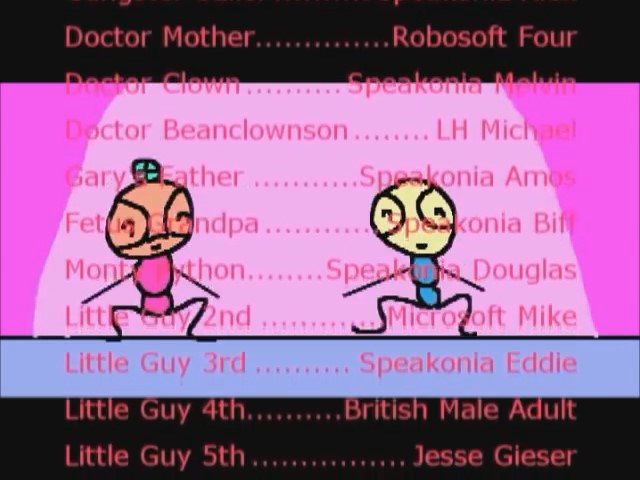 Doctor Mother..............Robosoft Four
Doctor Clown.......... Speakonia Melvin
Doctor Beanclownson........ LH Michael
Gary's Father ...........Speakonia Amos
Fetus Grandpa............Speakonia Biff
Monty Python........Speakonia Douglas
Little Guy 2nd .............Microsoft Mike
Little Guy 3rd .......... Speakonia Eddie
Little Guy 4th..........British Male Adult
Little Guy 5th................ Jesse Gieser